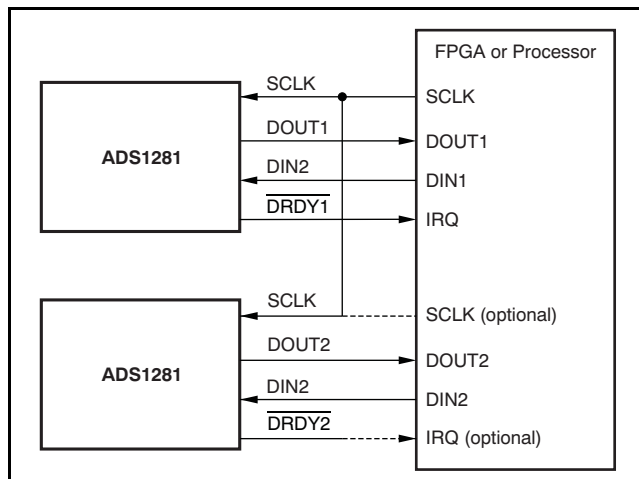 FPGA or Processor
SCLK SCLK
ADS1281
DOUT1 DOUT1
DIN2 DIN1
DRDY1 IRQ
SCLK SCLK (optional)
ADS1281
DOUT2 DOUT2
DIN2 DIN2
DRDY2 IRQ (optional)